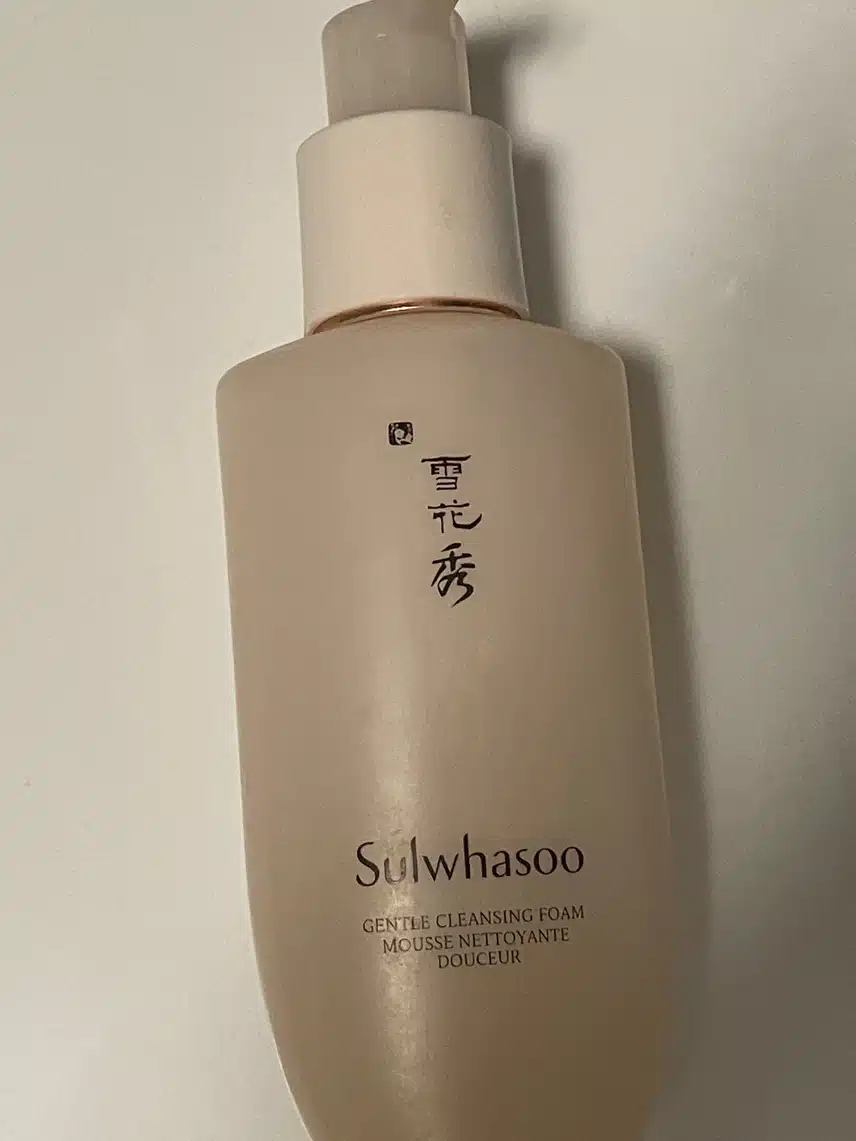 雪花秀
Sulwhasoo
GENTLE CLEANSING FOAM
MOUSSE NETTOYANTE
DOUCEUR